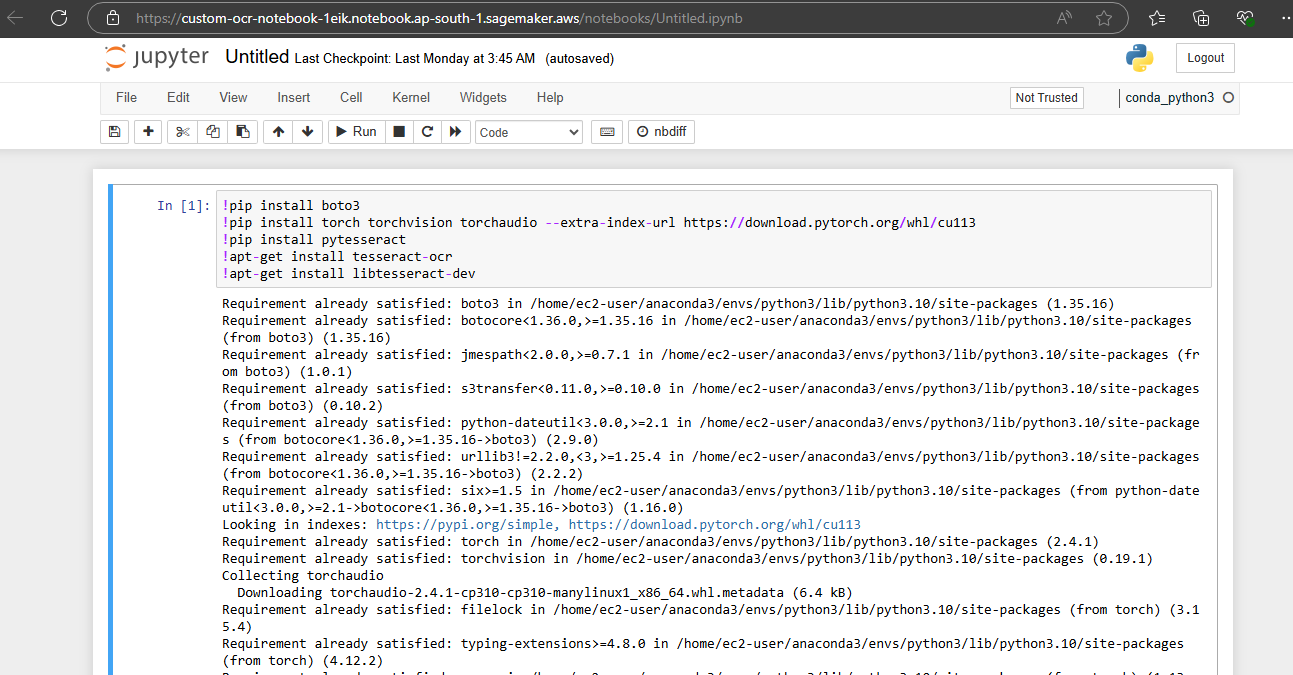 https://custom-ocr-notebook-1eik.notebook.ap-south-1.sagemaker.aws/notebooks/Untitled.ipynb
jupyter Untitled Last Checkpoint: Last Monday at 3:45 AM (autosaved) Logout
File Edit View Insert Cell Kernel Widgets Help Not Trusted conda_python3
Run Code nbdiff
In [1]: !pip install boto3
!pip install torch torchvision torchaudio --extra-index-url https://download.pytorch.org/whl/cu113
!pip install pytesseract
!apt-get install tesseract-ocr
!apt-get install libtesseract-dev
Requirement already satisfied: boto3 in /home/ec2-user/anaconda3/envs/python3/lib/python3.10/site-packages (1.35.16)
Requirement already satisfied: botocore<1.36.0,>=1.35.16 in /home/ec2-user/anaconda3/envs/python3/lib/python3.10/site-packages
(from boto3) (1.35.16)
Requirement already satisfied: jmespath<2.0.0,>=0.7.1 in /home/ec2-user/anaconda3/envs/python3/lib/python3.10/site-packages (fr
om boto3) (1.0.1)
Requirement already satisfied: s3transfer<0.11.0,>=0.10.0 in /home/ec2-user/anaconda3/envs/python3/lib/python3.10/site-packages
(from boto3) (0.10.2)
Requirement already satisfied: python-dateutil<3.0.0,>=2.1 in /home/ec2-user/anaconda3/envs/python3/lib/python3.10/site-package
s (from botocore<1.36.0,>=1.35.16->boto3) (2.9.0)
Requirement already satisfied: urllib3!=2.2.0,<3,>=1.25.4 in /home/ec2-user/anaconda3/envs/python3/lib/python3.10/site-packages
(from botocore<1.36.0,>=1.35.16->boto3) (2.2.2)
Requirement already satisfied: six>=1.5 in /home/ec2-user/anaconda3/envs/python3/lib/python3.10/site-packages (from python-date
util<3.0.0,>=2.1->botocore<1.36.0,>=1.35.16->boto3) (1.16.0)
Looking in indexes: https://pypi.org/simple, https://download.pytorch.org/whl/cu113
Requirement already satisfied: torch in /home/ec2-user/anaconda3/envs/python3/lib/python3.10/site-packages (2.4.1)
Requirement already satisfied: torchvision in /home/ec2-user/anaconda3/envs/python3/lib/python3.10/site-packages (0.19.1)
Collecting torchaudio
Downloading torchaudio-2.4.1-cp310-cp310-manylinux1_x86_64.whl.metadata (6.4 kB)
Requirement already satisfied: filelock in /home/ec2-user/anaconda3/envs/python3/lib/python3.10/site-packages (from torch) (3.1
5.4)
Requirement already satisfied: typing-extensions>=4.8.0 in /home/ec2-user/anaconda3/envs/python3/lib/python3.10/site-packages
(from torch) (4.12.2)